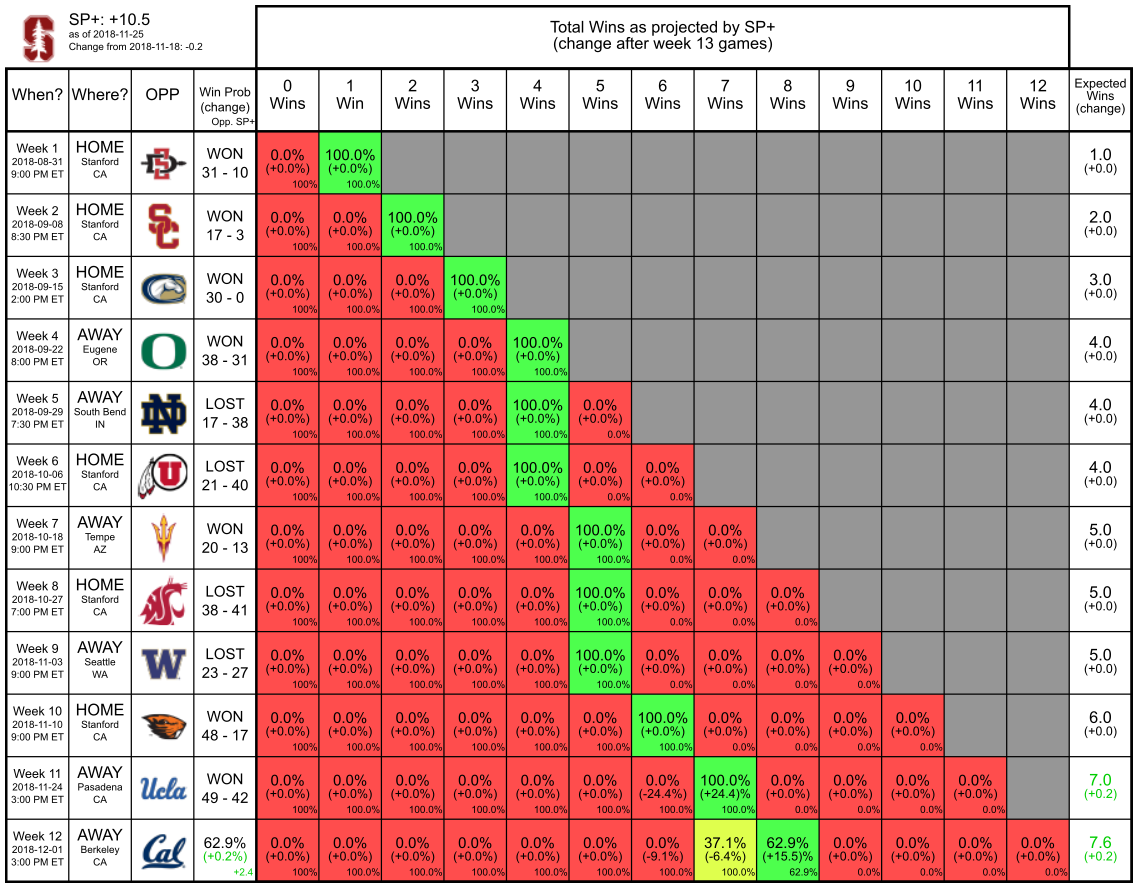 SP+: +10.5
as of 2018-11-25
Change from 2018-11-18: -0.2
Total Wins as projected by SP+
(change after week 13 games)
When? Where? OPP Win Prob (change) Opp. SP+ 0 Wins 1 Win 2 Wins 3 Wins 4 Wins 5 Wins 6 Wins 7 Wins 8 Wins 9 Wins 10 Wins 11 Wins 12 Wins Expected Wins (change)
Week 1 HOME WON 0.0% 100.0% 1.0
2018-08-31 Stanford (+0.0%) (+0.0%) (+0.0)
9:00 PM ET CA 31 - 10 100% 100.0%
Week 2 HOME SC WON 0.0% 0.0% 100.0% 2.0
2018-09-08 Stanford (+0.0%) (+0.0%) (+0.0%) (+0.0)
8:30 PM ET CA 17 - 3 100% 100.0% 100.0%
Week 3 HOME WON 0.0% 0.0% 0.0% 100.0% 3.0
2018-09-15 Stanford (+0.0%) (+0.0%) (+0.0%) (+0.0%) (+0.0)
2:00 PM ET CA 30 - 0 100% 100.0% 100.0% 100.0%
Week 4 AWAY O WON 0.0% 0.0% 0.0% 0.0% 100.0% 4.0
2018-09-22 Eugene (+0.0%) (+0.0%) (+0.0%) (+0.0%) (+0.0%) (+0.0)
8:00 PM ET OR 38 - 31 100% 100.0% 100.0% 100.0% 100.0%
Week 5 AWAY ND LOST 0.0% 0.0% 0.0% 0.0% 100.0% 0.0% 4.0
2018-09-29 South Bend (+0.0%) (+0.0%) (+0.0%) (+0.0%) (+0.0%) (+0.0%) (+0.0)
7:30 PM ET IN 17 - 38 100% 100.0% 100.0% 100.0% 100.0% 0.0%
Week 6 HOME U LOST 0.0% 0.0% 0.0% 0.0% 100.0% 0.0% 0.0% 4.0
2018-10-06 Stanford (+0.0%) (+0.0%) (+0.0%) (+0.0%) (+0.0%) (+0.0%) (+0.0%) (+0.0)
10:30 PM ET CA 21 - 40 100% 100.0% 100.0% 100.0% 100.0% 0.0% 0.0%
Week 7 AWAY WON 0.0% 0.0% 0.0% 0.0% 0.0% 100.0% 0.0% 0.0% 5.0
2018-10-18 Tempe (+0.0%) (+0.0%) (+0.0%) (+0.0%) (+0.0%) (+0.0%) (+0.0%) (+0.0%) (+0.0)
9:00 PM ET AZ 20 - 13 100% 100.0% 100.0% 100.0% 100.0% 100.0% 0.0% 0.0%
Week 8 HOME LOST 0.0% 0.0% 0.0% 0.0% 0.0% 100.0% 0.0% 0.0% 0.0% 5.0
2018-10-27 Stanford (+0.0%) (+0.0%) (+0.0%) (+0.0%) (+0.0%) (+0.0%) (+0.0%) (+0.0%) (+0.0%) (+0.0)
7:00 PM ET CA 38 - 41 100% 100.0% 100.0% 100.0% 100.0% 100.0% 0.0% 0.0% 0.0%
Week 9 AWAY W LOST 0.0% 0.0% 0.0% 0.0% 0.0% 100.0% 0.0% 0.0% 0.0% 0.0% 5.0
2018-11-03 Seattle (+0.0%) (+0.0%) (+0.0%) (+0.0%) (+0.0%) (+0.0%) (+0.0%) (+0.0%) (+0.0%) (+0.0%) (+0.0)
9:00 PM ET WA 23 - 27 100% 100.0% 100.0% 100.0% 100.0% 100.0% 0.0% 0.0% 0.0% 0.0%
Week 10 HOME WON 0.0% 0.0% 0.0% 0.0% 0.0% 0.0% 100.0% 0.0% 0.0% 0.0% 0.0% 6.0
2018-11-10 Stanford (+0.0%) (+0.0%) (+0.0%) (+0.0%) (+0.0%) (+0.0%) (+0.0%) (+0.0%) (+0.0%) (+0.0%) (+0.0%) (+0.0)
9:00 PM ET CA 48 - 17 100% 100.0% 100.0% 100.0% 100.0% 100.0% 100.0% 0.0% 0.0% 0.0% 0.0%
Week 11 AWAY Ucla WON 0.0% 0.0% 0.0% 0.0% 0.0% 0.0% 0.0% 100.0% 0.0% 0.0% 0.0% 0.0% 7.0
2018-11-24 Pasadena (+0.0%) (+0.0%) (+0.0%) (+0.0%) (+0.0%) (+0.0%) (-24.4%) (+24.4)% (+0.0%) (+0.0%) (+0.0%) (+0.0%) (+0.2)
3:00 PM ET CA 49 - 42 100% 100.0% 100.0% 100.0% 100.0% 100.0% 100.0% 100.0% 0.0% 0.0% 0.0% 0.0%
Week 12 AWAY Cal 62.9% 0.0% 0.0% 0.0% 0.0% 0.0% 0.0% 0.0% 37.1% 62.9% 0.0% 0.0% 0.0% 0.0% 7.6
2018-12-01 Berkeley (+0.2%) (+0.0%) (+0.0%) (+0.0%) (+0.0%) (+0.0%) (+0.0%) (-9.1%) (-6.4%) (+15.5)% (+0.0%) (+0.0%) (+0.0%) (+0.0%) (+0.2)
3:00 PM ET CA +2.4 100% 100.0% 100.0% 100.0% 100.0% 100.0% 100.0% 100.0% 62.9% 0.0% 0.0% 0.0% 0.0%